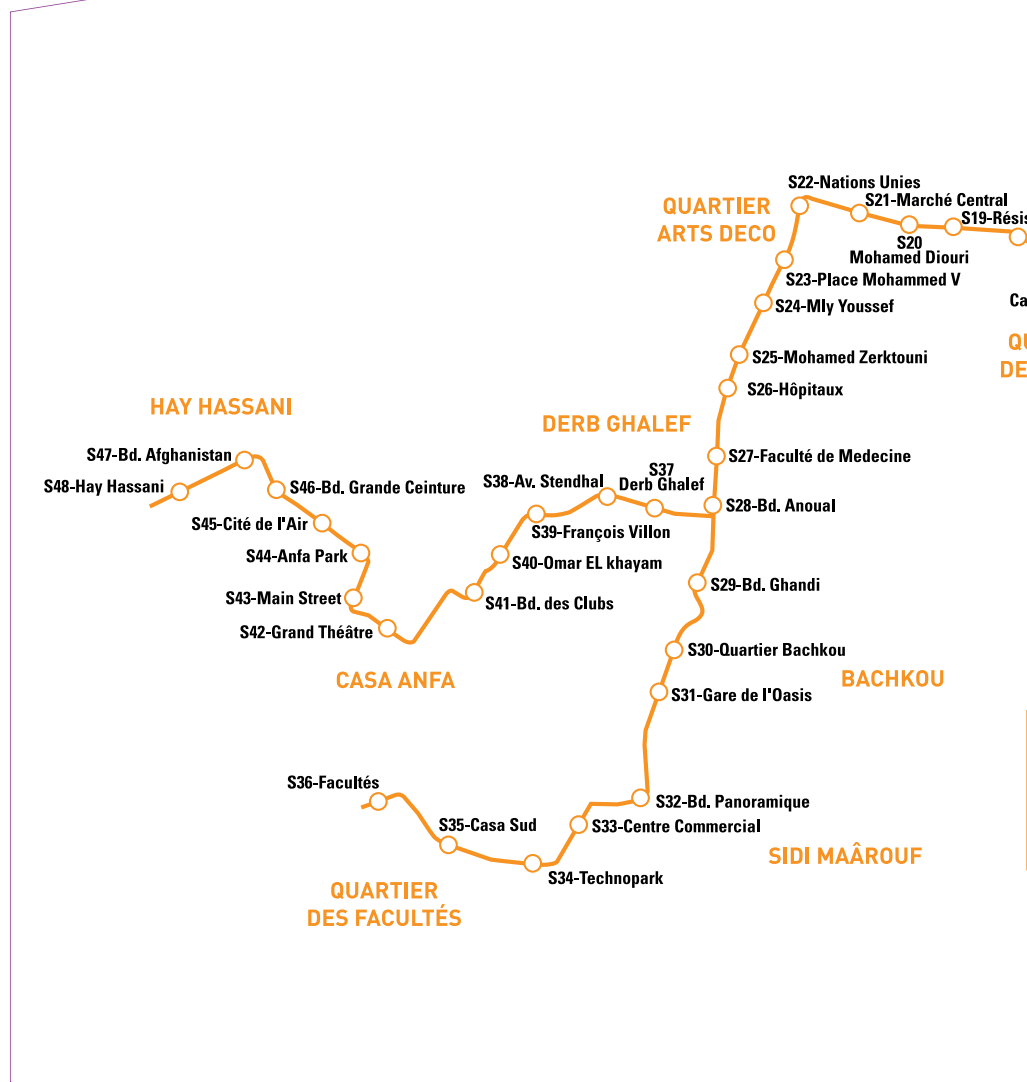 S22-Nations Unies
S21-Marché Central
QUARTIER
ARTS DECO
S20
Mohamed Diouri
S23-Place Mohammed V
S24-Mly Youssef
S25-Mohamed Zerktouni
S26-Hôpitaux
HAY HASSANI
DERB GHALEF
S47-Bd. Afghanistan
S48-Hay Hassani
S46-Bd. Grande Ceinture
S45-Cité de l'Air
S44-Anfa Park
S43-Main Street
S42-Grand Théâtre
S38-Av. Stendhal
S37
Derb Ghalef
S27-Faculté de Medecine
S28-Bd. Anoual
S39-François Villon
S40-Omar EL khayam
S41-Bd. des Clubs
S29-Bd. Ghandi
CASA ANFA
S30-Quartier Bachkou
BACHKOU
S31-Gare de l'Oasis
S36-Facultés
S32-Bd. Panoramique
S35-Casa Sud
S33-Centre Commercial
SIDI MAÂROUF
S34-Technopark
QUARTIER
DES FACULTÉS